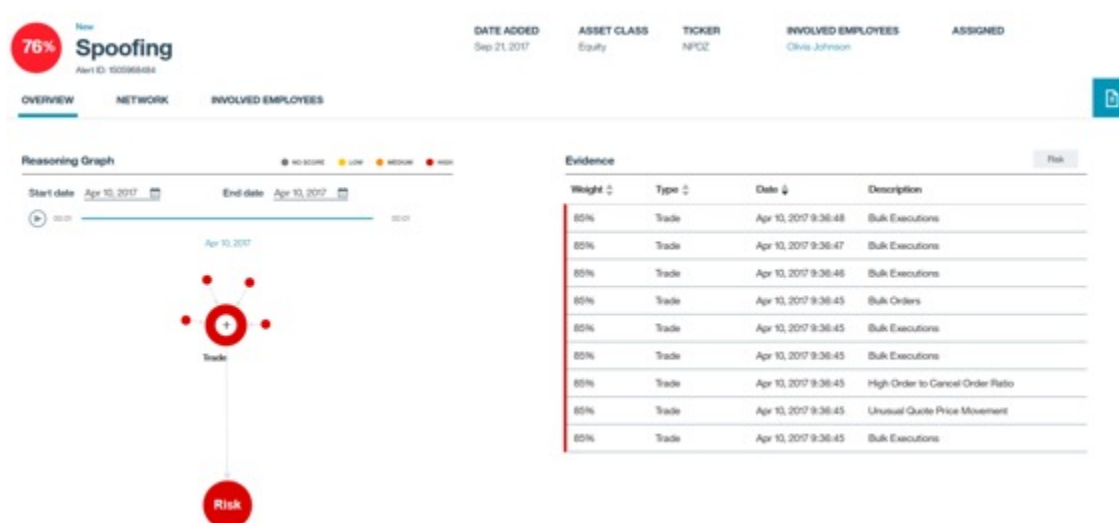 New
76%
Spoofing
Alert ID: 1505968484
DATE ADDED
Sep 21, 2017
ASSET CLASS
Equity
TICKER
NPDZ
INVOLVED EMPLOYEES
Olivia Johnson
ASSIGNED
OVERVIEW NETWORK INVOLVED EMPLOYEES
Reasoning Graph
NO SCORE LOW MEDIUM HIGH
Start date Apr 10, 2017 End date Apr 10, 2017
00:01 00:01
Apr 10, 2017
Trade
Risk
Evidence
Risk
Weight Type Date Description
85% Trade Apr 10, 2017 9:36:48 Bulk Executions
85% Trade Apr 10, 2017 9:36:47 Bulk Executions
85% Trade Apr 10, 2017 9:36:46 Bulk Executions
85% Trade Apr 10, 2017 9:36:45 Bulk Orders
85% Trade Apr 10, 2017 9:36:45 Bulk Executions
85% Trade Apr 10, 2017 9:36:45 Bulk Executions
85% Trade Apr 10, 2017 9:36:45 High Order to Cancel Order Ratio
85% Trade Apr 10, 2017 9:36:45 Unusual Quote Price Movement
85% Trade Apr 10, 2017 9:36:45 Bulk Executions